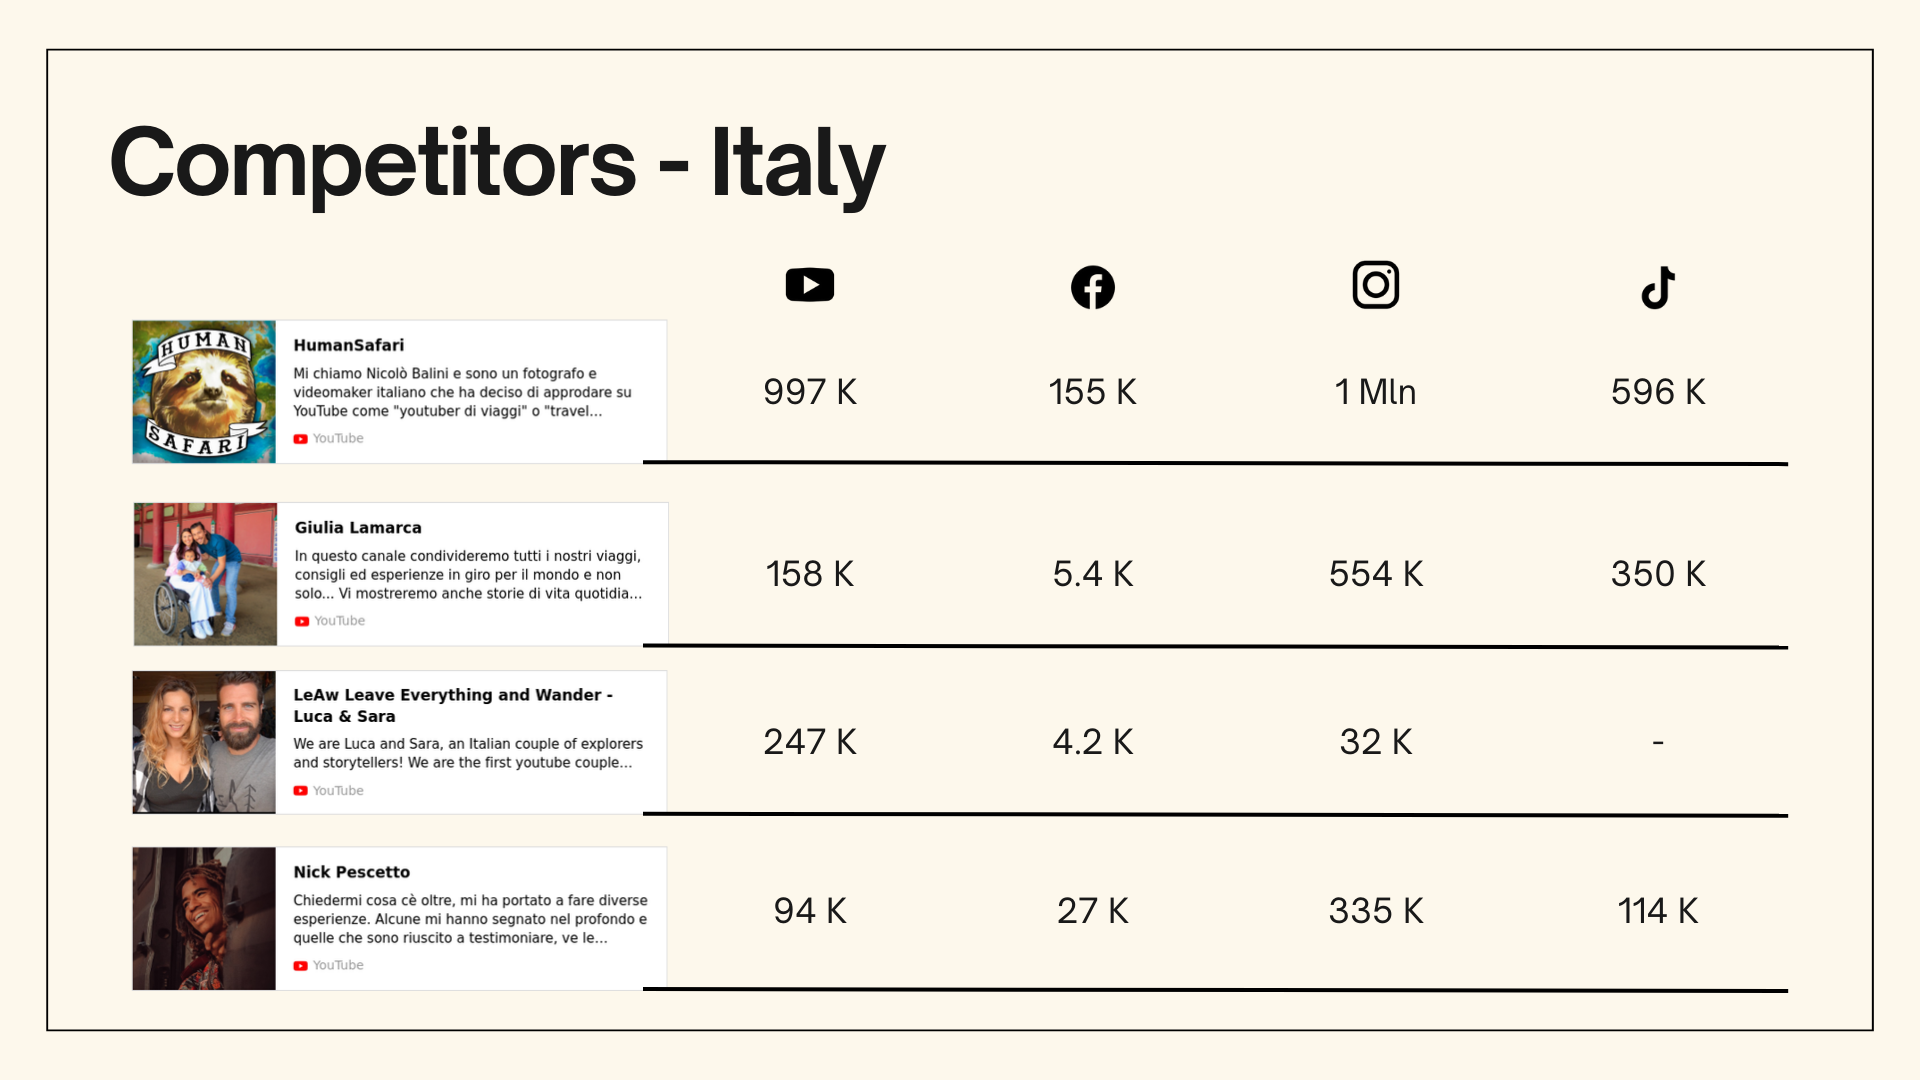 Competitors - Italy
HUMAN
SAFARI
HumanSafari
Mi chiamo Nicolò Balini e sono un fotografo e
videomaker italiano che ha deciso di approdare su
YouTube come "youtuber di viaggi" o "travel...
YouTube
997 K 155 K 1 Mln 596 K
Giulia Lamarca
In questo canale condivideremo tutti i nostri viaggi,
consigli ed esperienze in giro per il mondo e non
solo... Vi mostreremo anche storie di vita quotidia...
YouTube
158 K 5.4 K 554 K 350 K
LeAw Leave Everything and Wander -
Luca & Sara
We are Luca and Sara, an Italian couple of explorers
and storytellers! We are the first youtube couple...
YouTube
247 K 4.2 K 32 K -
Nick Pescetto
Chiedermi cosa cè oltre, mi ha portato a fare diverse
esperienze. Alcune mi hanno segnato nel profondo e
quelle che sono riuscito a testimoniare, ve le...
YouTube
94 K 27 K 335 K 114 K